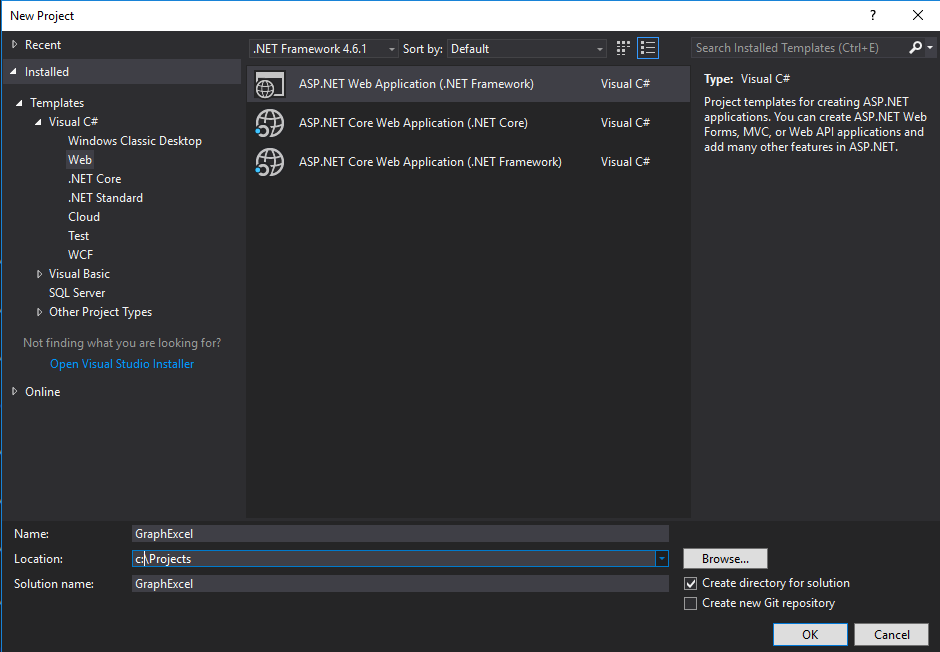 New Project
?
Recent
Installed
Templates
Visual C#
Windows Classic Desktop
Web
.NET Core
.NET Standard
Cloud
Test
WCF
Visual Basic
SQL Server
Other Project Types
Not finding what you are looking for?
Open Visual Studio Installer
Online
.NET Framework 4.6.1 Sort by: Default
ASP.NET Web Application (.NET Framework) Visual C#
ASP.NET Core Web Application (.NET Core) Visual C#
ASP.NET Core Web Application (.NET Framework) Visual C#
Search Installed Templates (Ctrl+E)
Type: Visual C#
Project templates for creating ASP.NET
applications. You can create ASP.NET Web
Forms, MVC, or Web API applications and
add many other features in ASP.NET.
Name: GraphExcel
Location: c:\Projects
Browse...
Solution name: GraphExcel
Create directory for solution
Create new Git repository
OK Cancel